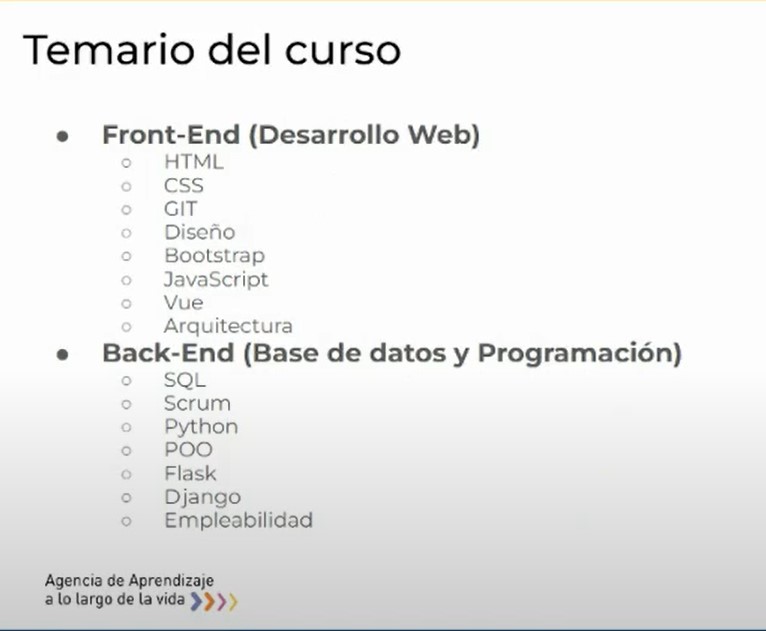 Temario del curso
● Front-End (Desarrollo Web)
○ HTML
○ CSS
○ GIT
○ Diseño
○ Bootstrap
○ JavaScript
○ Vue
○ Arquitectura
● Back-End (Base de datos y Programación)
○ SQL
○ Scrum
○ Python
○ POO
○ Flask
○ Django
○ Empleabilidad
Agencia de Aprendizaje
a lo largo de la vida